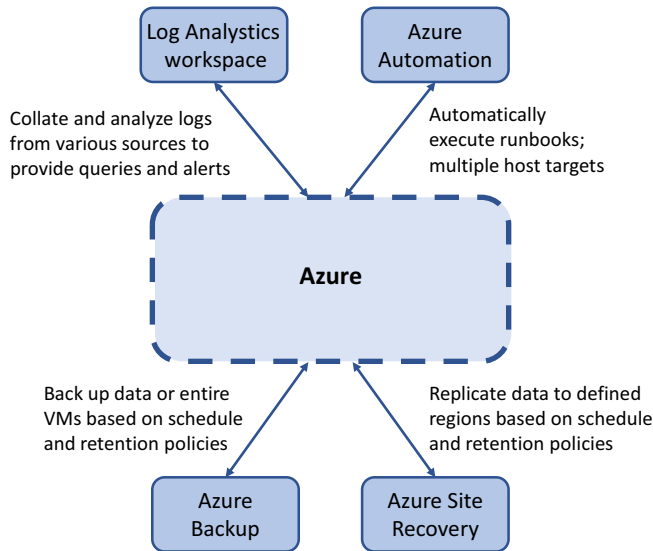 Log Analystics
workspace
Azure
Automation
Collate and analyze logs
from various sources to
provide queries and alerts
Automatically
execute runbooks;
multiple host targets
Azure
Back up data or entire
VMs based on schedule
and retention policies
Replicate data to defined
regions based on schedule
and retention policies
Azure
Backup
Azure Site
Recovery